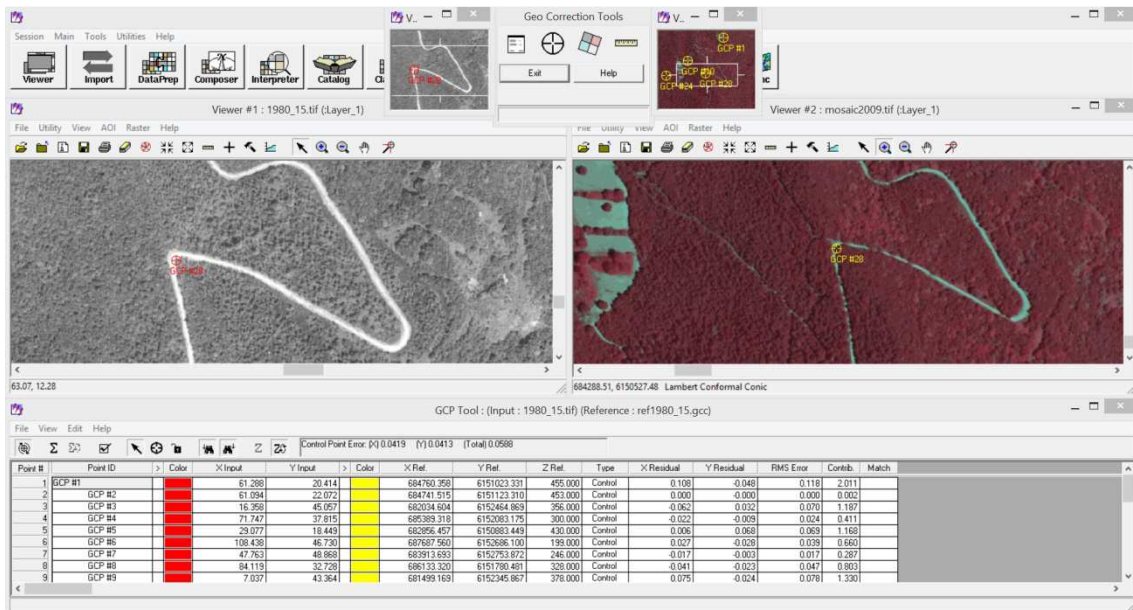 V...
Geo Correction Tools
V...
Session Main Tools Utilities Help
Viewer Import DataPrep Composer Interpreter Catalog
GCP #28
Exit Help
GCP #1
GCP #24 GCP #28
Viewer #1 : 1980_15.tif (:Layer_1)
Viewer #2 : mosaic2009.tif (:Layer_1)
File Utility View AOI Raster Help
File Utility View AOI Raster Help
GCP #28
GCP #28
63.07, 12.28
684288.51, 6150527.48 Lambert Conformal Conic
GCP Tool : (Input : 1980_15.tif) (Reference : ref1980_15.gcc)
File View Edit Help
Control Point Error: (X) 0.0419 (Y) 0.0413 (Total) 0.0588
Point # Point ID > Color X Input Y Input > Color X Ref. Y Ref. Z Ref. Type X Residual Y Residual RMS Error Contrib. Match
1 GCP #1 61.288 20.414 684760.358 6151023.331 455.000 Control 0.108 -0.048 0.118 2.011
2 GCP #2 61.094 22.072 684741.515 6151123.310 453.000 Control 0.000 -0.000 0.000 0.002
3 GCP #3 16.358 45.057 682034.604 6152464.869 356.000 Control -0.062 0.032 0.070 1.187
4 GCP #4 71.747 37.815 685389.318 6152083.175 300.000 Control -0.022 -0.009 0.024 0.411
5 GCP #5 29.077 18.449 682856.457 6150883.449 430.000 Control 0.006 0.068 0.069 1.168
6 GCP #6 108.438 46.730 687687.560 6152686.100 199.000 Control 0.027 -0.028 0.039 0.660
7 GCP #7 47.763 48.868 683913.693 6152753.872 246.000 Control -0.017 -0.003 0.017 0.287
8 GCP #8 84.119 32.728 686133.320 6151780.481 328.000 Control -0.041 -0.023 0.047 0.803
9 GCP #9 7.037 43.364 681499.169 6152345.867 378.000 Control 0.075 -0.024 0.078 1.330